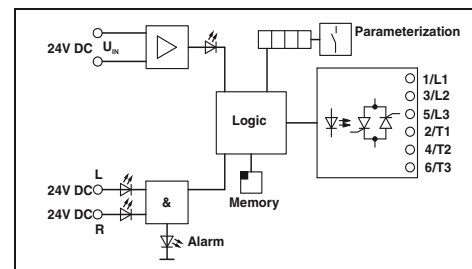 Parameterization
24V DC U_IN
1/L1
3/L2
5/L3
2/T1
4/T2
6/T3
Logic
L
24V DC
24V DC
R
&
Memory
Alarm